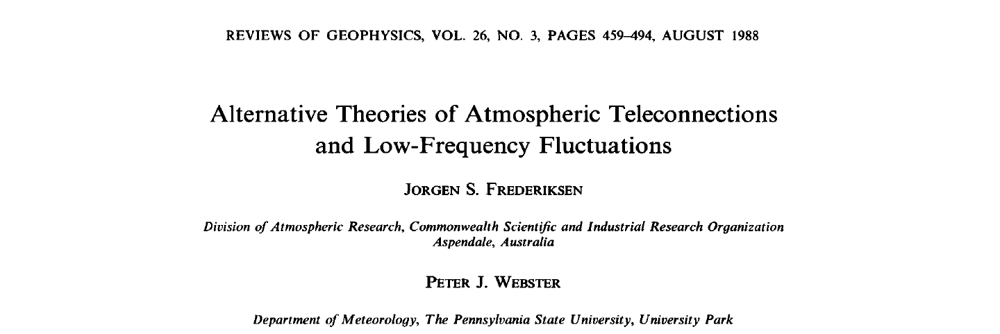 REVIEWS OF GEOPHYSICS, VOL. 26, NO. 3, PAGES 459–494, AUGUST 1988
Alternative Theories of Atmospheric Teleconnections
and Low-Frequency Fluctuations
JORGEN S. FREDERIKSEN
Division of Atmospheric Research, Commonwealth Scientific and Industrial Research Organization
Aspendale, Australia
PETER J. WEBSTER
Department of Meteorology, The Pennsylvania State University, University Park